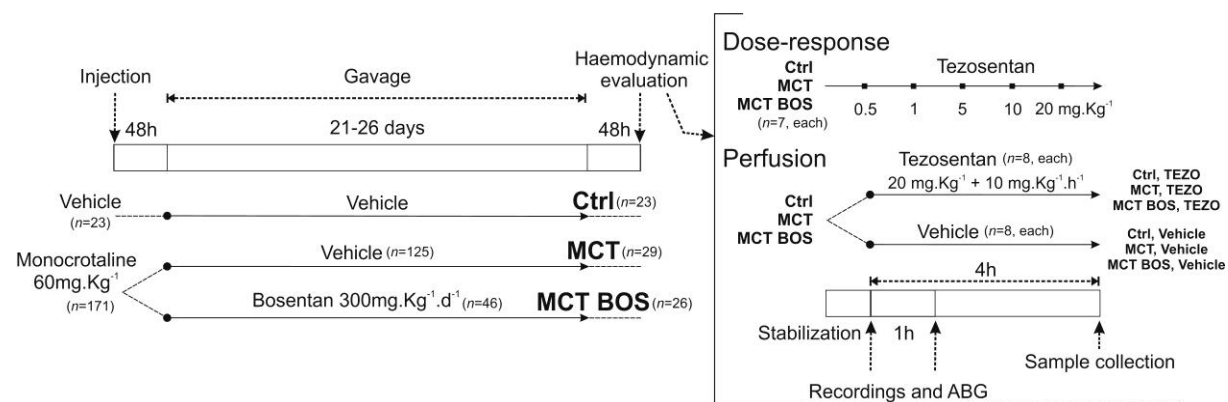 Injection
Gavage
Haemodynamic
evaluation
48h
21-26 days
48h
Vehicle
(n=23)
Vehicle
Ctrl (n=23)
Monocrotaline
60mg.Kg⁻¹
(n=171)
Vehicle (n=125)
MCT (n=29)
Bosentan 300mg.Kg⁻¹.d⁻¹ (n=46)
MCT BOS (n=26)
Dose-response
Ctrl
MCT
MCT BOS
(n=7, each)
Tezosentan
0.5 1 5 10 20 mg.Kg⁻¹
Perfusion
Ctrl
MCT
MCT BOS
Tezosentan (n=8, each)
20 mg.Kg⁻¹ + 10 mg.Kg⁻¹.h⁻¹
Ctrl, TEZO
MCT, TEZO
MCT BOS, TEZO
Vehicle (n=8, each)
Ctrl, Vehicle
MCT, Vehicle
MCT BOS, Vehicle
4h
Stabilization
1h
Sample collection
Recordings and ABG